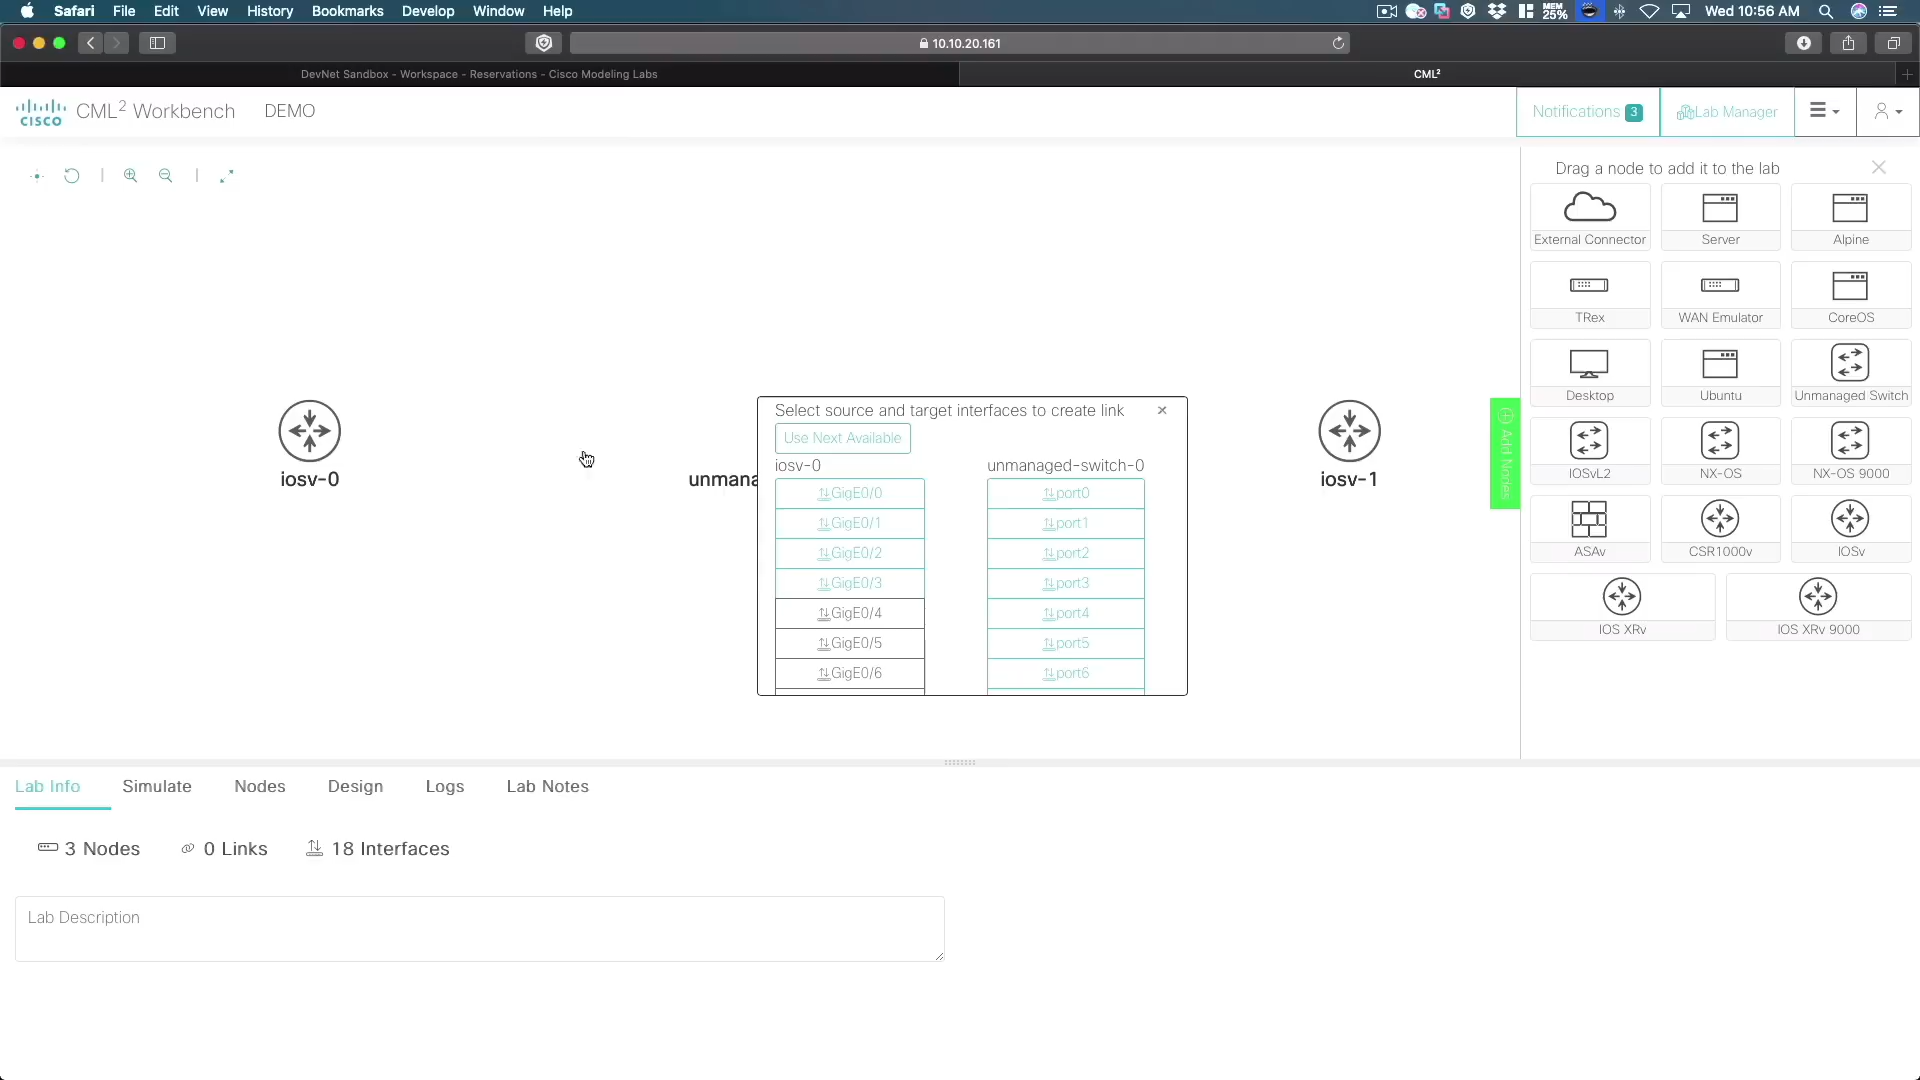 Safari File Edit View History Bookmarks Develop Window Help MEM 25% Wed 10:56 AM
10.10.20.161
DevNet Sandbox - Workspace - Reservations - Cisco Modeling Labs
CML²
CISCO CML² Workbench DEMO
Notifications 3 Lab Manager
Drag a node to add it to the lab
External Connector Server Alpine
TRex WAN Emulator CoreOS
Desktop Ubuntu Unmanaged Switch
IOSvL2 NX-OS NX-OS 9000
ASAv CSR1000v IOSv
IOS XRv IOS XRv 9000
Add Nodes
iosv-0
unmana
iosv-1
Select source and target interfaces to create link
Use Next Available
iosv-0 unmanaged-switch-0
GigE0/0 port0
GigE0/1 port1
GigE0/2 port2
GigE0/3 port3
GigE0/4 port4
GigE0/5 port5
GigE0/6 port6
Lab Info Simulate Nodes Design Logs Lab Notes
3 Nodes 0 Links 18 Interfaces
Lab Description